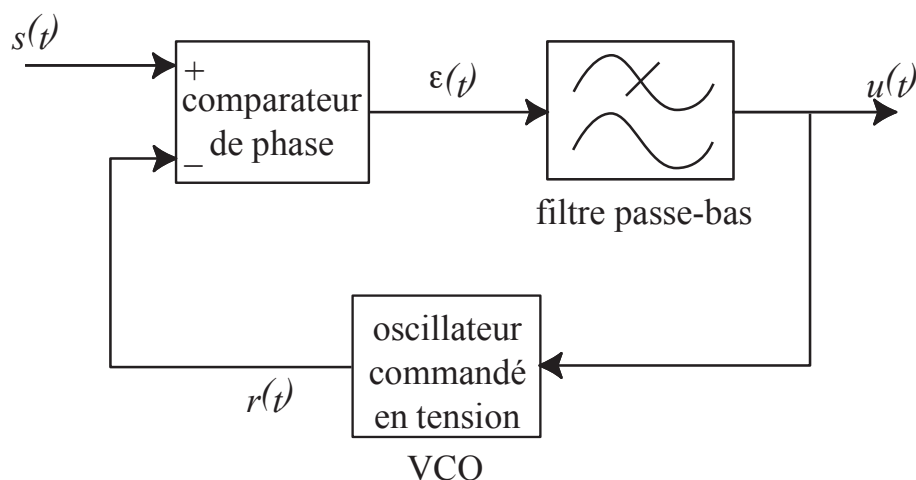 s(t)
+
comparateur
de phase
−
ε(t)
u(t)
filtre passe-bas
oscillateur
commandé
en tension
r(t)
VCO